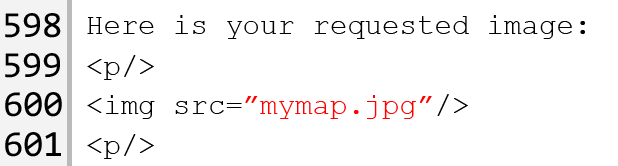 598 Here is your requested image:
599 <p/>
600 <img src=”mymap.jpg”/>
601 <p/>